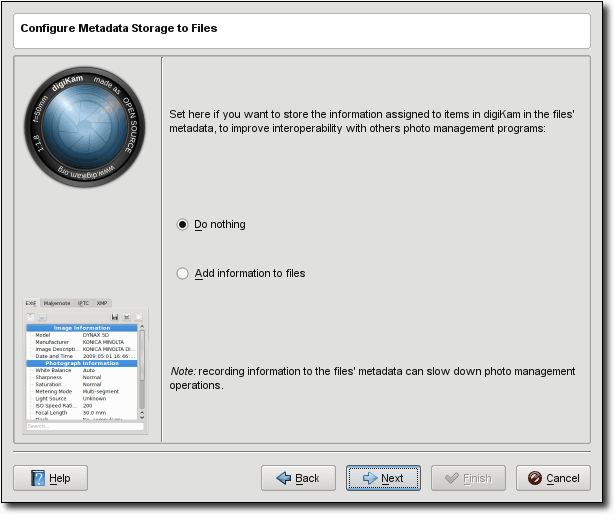 Configure Metadata Storage to Files
digiKam made as OPEN SOURCE
www.digikam.org
1:1,8 f=50mm
Set here if you want to store the information assigned to items in digiKam in the files'
metadata, to improve interoperability with others photo management programs:
Do nothing
Add information to files
EXIF Makernote IPTC XMP
Image Information
Model DYNAX 5D
Manufacturer KONICA MINOLTA
Image Descripti... KONICA MINOLTA DI...
Date and Time 2009:05:01 16:46:...
Photograph Information
White Balance Auto
Sharpness Normal
Saturation Normal
Metering Mode Multi-segment
Light Source Unknown
ISO Speed Rati... 200
Focal Length 50.0 mm
Search...
Note: recording information to the files' metadata can slow down photo management
operations.
Help Back Next Finish Cancel